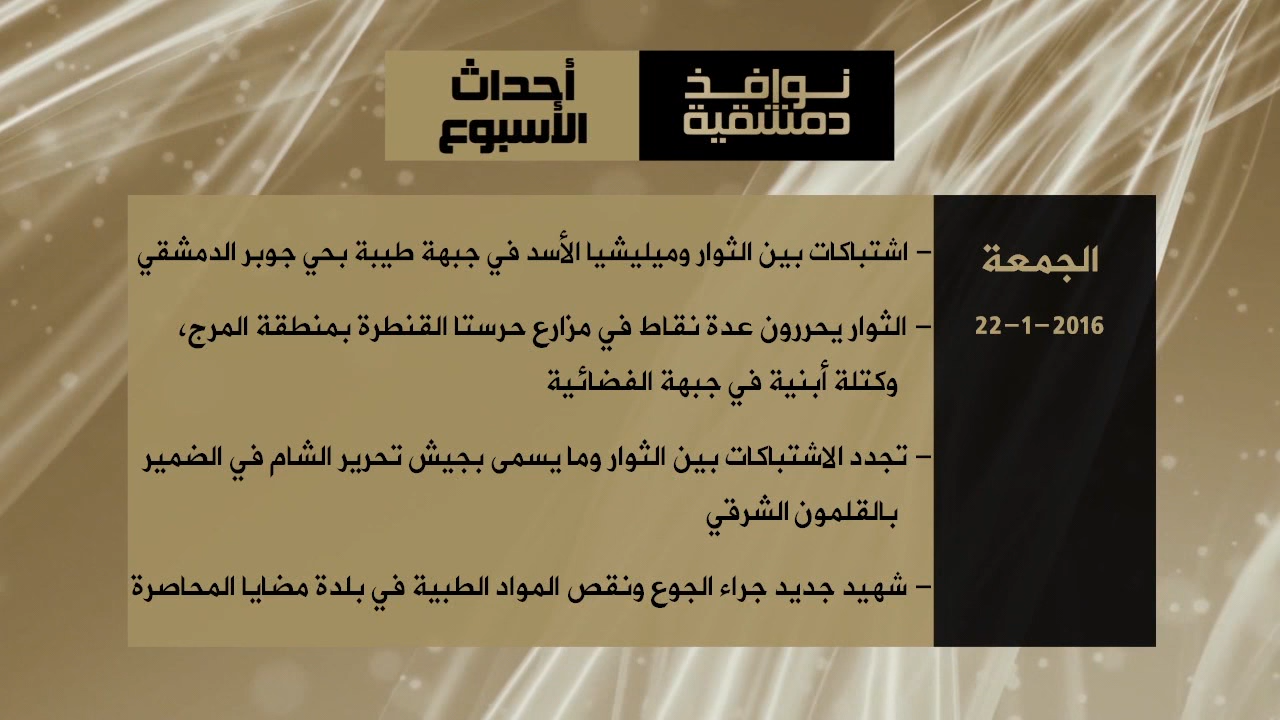 نوافذ
دمشقية
أحداث
الأسبوع
الجمعة
22-1-2016
- اشتباكات بين الثوار وميليشيا الأسد في جبهة طيبة بحي جوبر الدمشقي
- الثوار يحررون عدة نقاط في مزارع حرستا القنطرة بمنطقة المرج،
وكتلة أبنية في جبهة الفضائية
- تجدد الاشتباكات بين الثوار وما يسمى بجيش تحرير الشام في الضمير
بالقلمون الشرقي
- شهيد جديد جراء الجوع ونقص المواد الطبية في بلدة مضايا المحاصرة